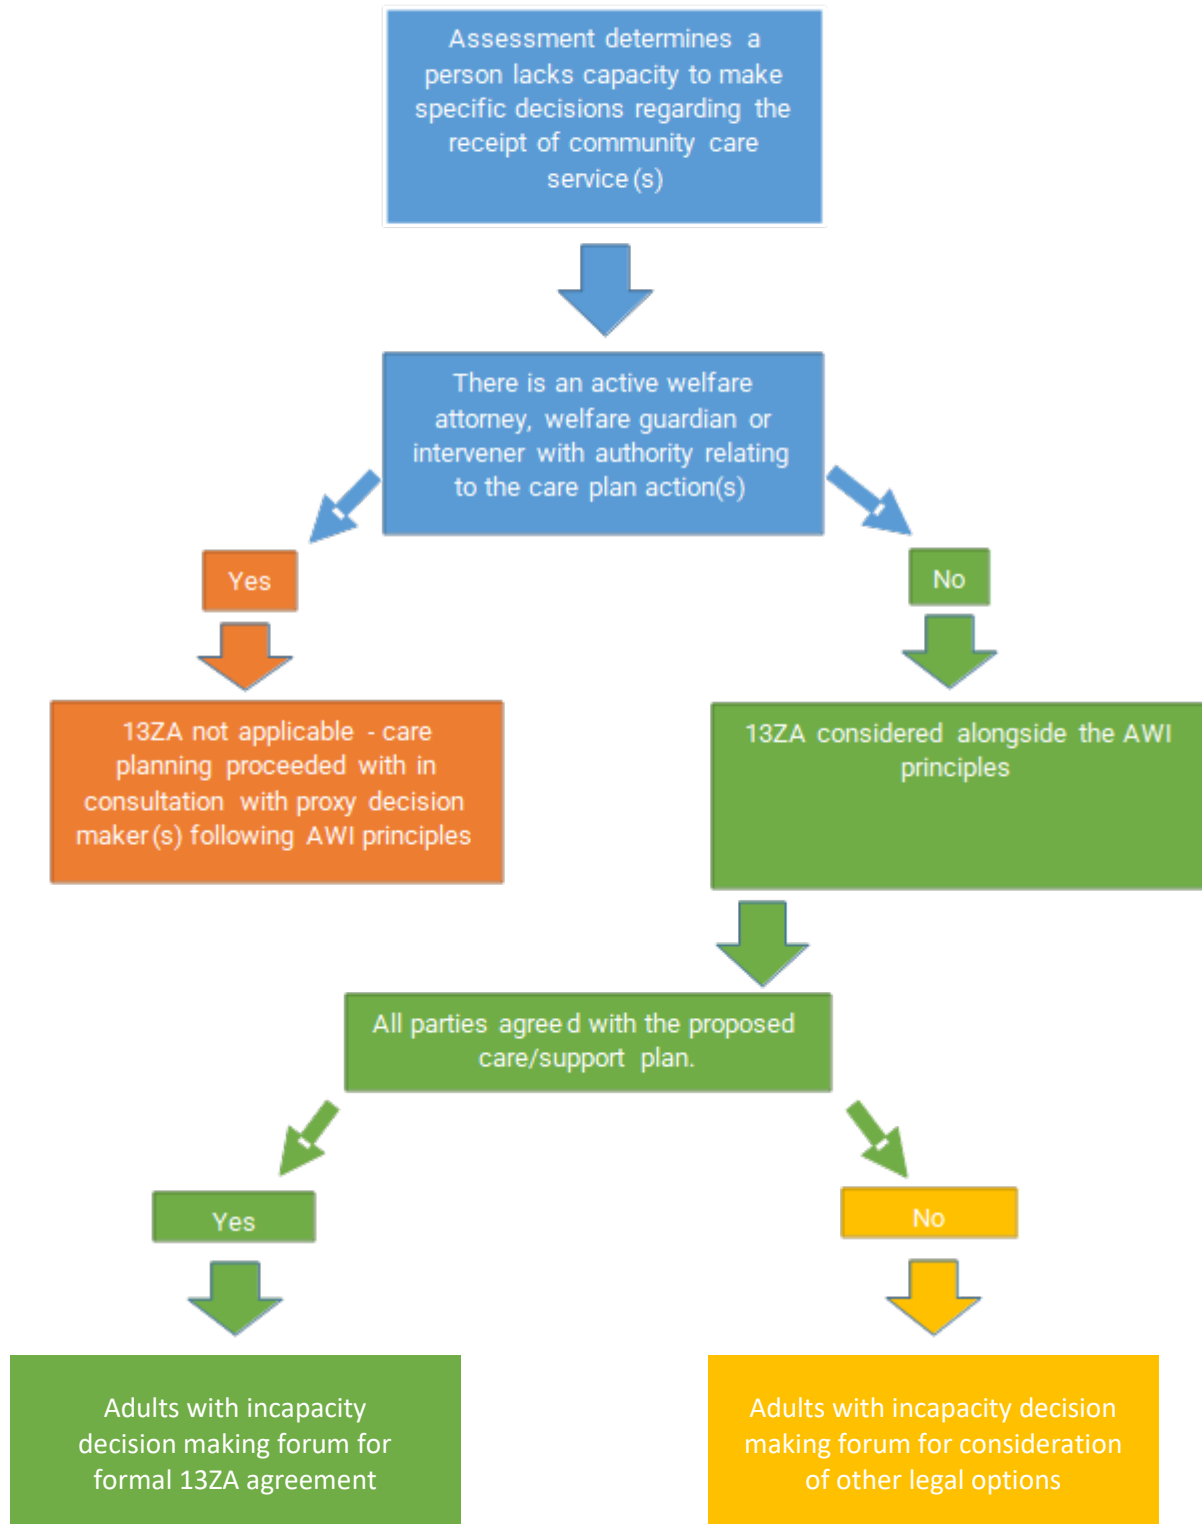 Assessment determines a
person lacks capacity to make
specific decisions regarding the
receipt of community care
service(s)
There is an active welfare
attorney, welfare guardian or
intervener with authority relating
to the care plan action(s)
Yes
No
13ZA not applicable - care
planning proceeded with in
consultation with proxy decision
maker(s) following AWI principles
13ZA considered alongside the AWI
principles
All parties agreed with the proposed
care/support plan.
Yes
No
Adults with incapacity
decision making forum for
formal 13ZA agreement
Adults with incapacity decision
making forum for consideration
of other legal options